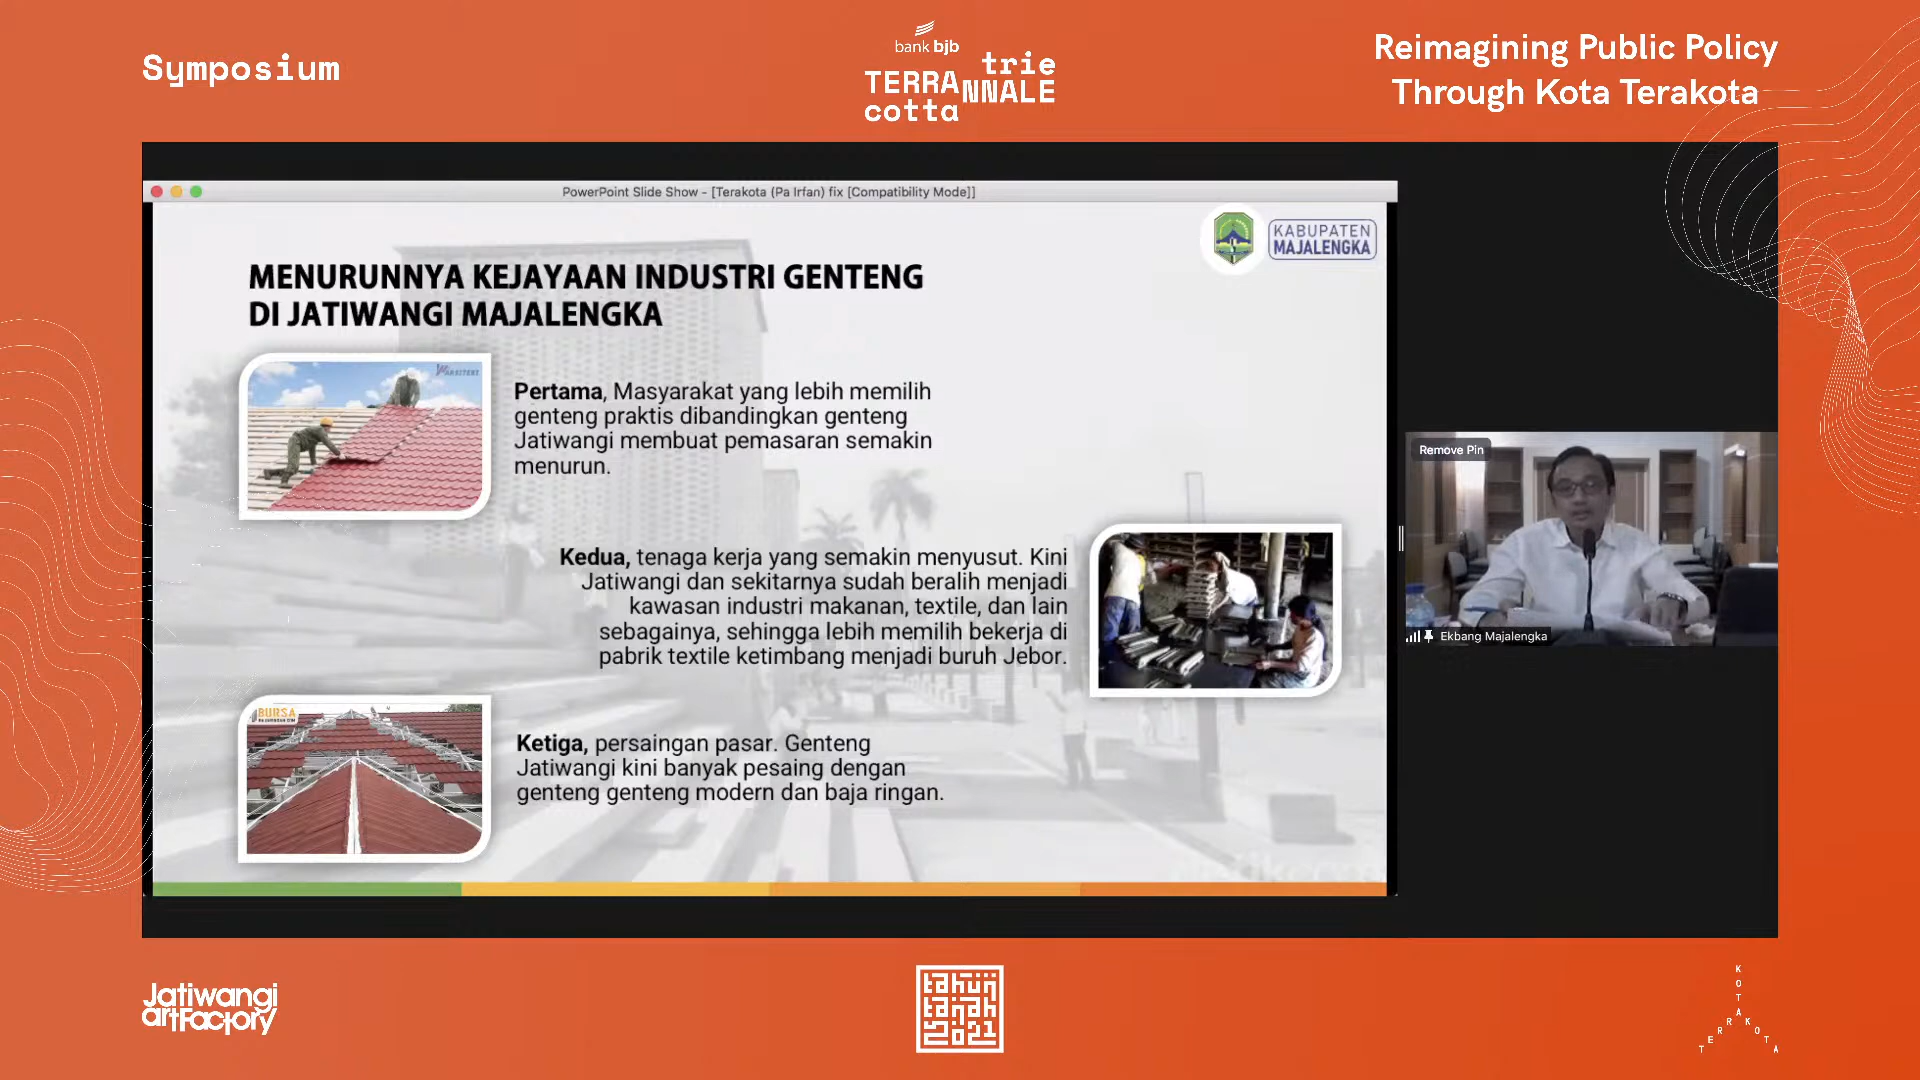 Symposium
bank bjb
TERRA
cotta
trie
NNALE
Reimagining Public Policy
Through Kota Terakota
PowerPoint Slide Show - [Terakota (Pa Irfan) fix [Compatibility Mode]]
KABUPATEN
MAJALENGKA
MENURUNNYA KEJAYAAN INDUSTRI GENTENG
DI JATIWANGI MAJALENGKA
Pertama, Masyarakat yang lebih memilih
genteng praktis dibandingkan genteng
Jatiwangi membuat pemasaran semakin
menurun.
Kedua, tenaga kerja yang semakin menyusut. Kini
Jatiwangi dan sekitarnya sudah beralih menjadi
kawasan industri makanan, textile, dan lain
sebagainya, sehingga lebih memilih bekerja di
pabrik textile ketimbang menjadi buruh Jebor.
BURSA
Ketiga, persaingan pasar. Genteng
Jatiwangi kini banyak pesaing dengan
genteng genteng modern dan baja ringan.
Remove Pin
Ekbang Majalengka
Jatiwangi
artFactory
tahun
tanah
2021
KOTA
TERRAKOTA